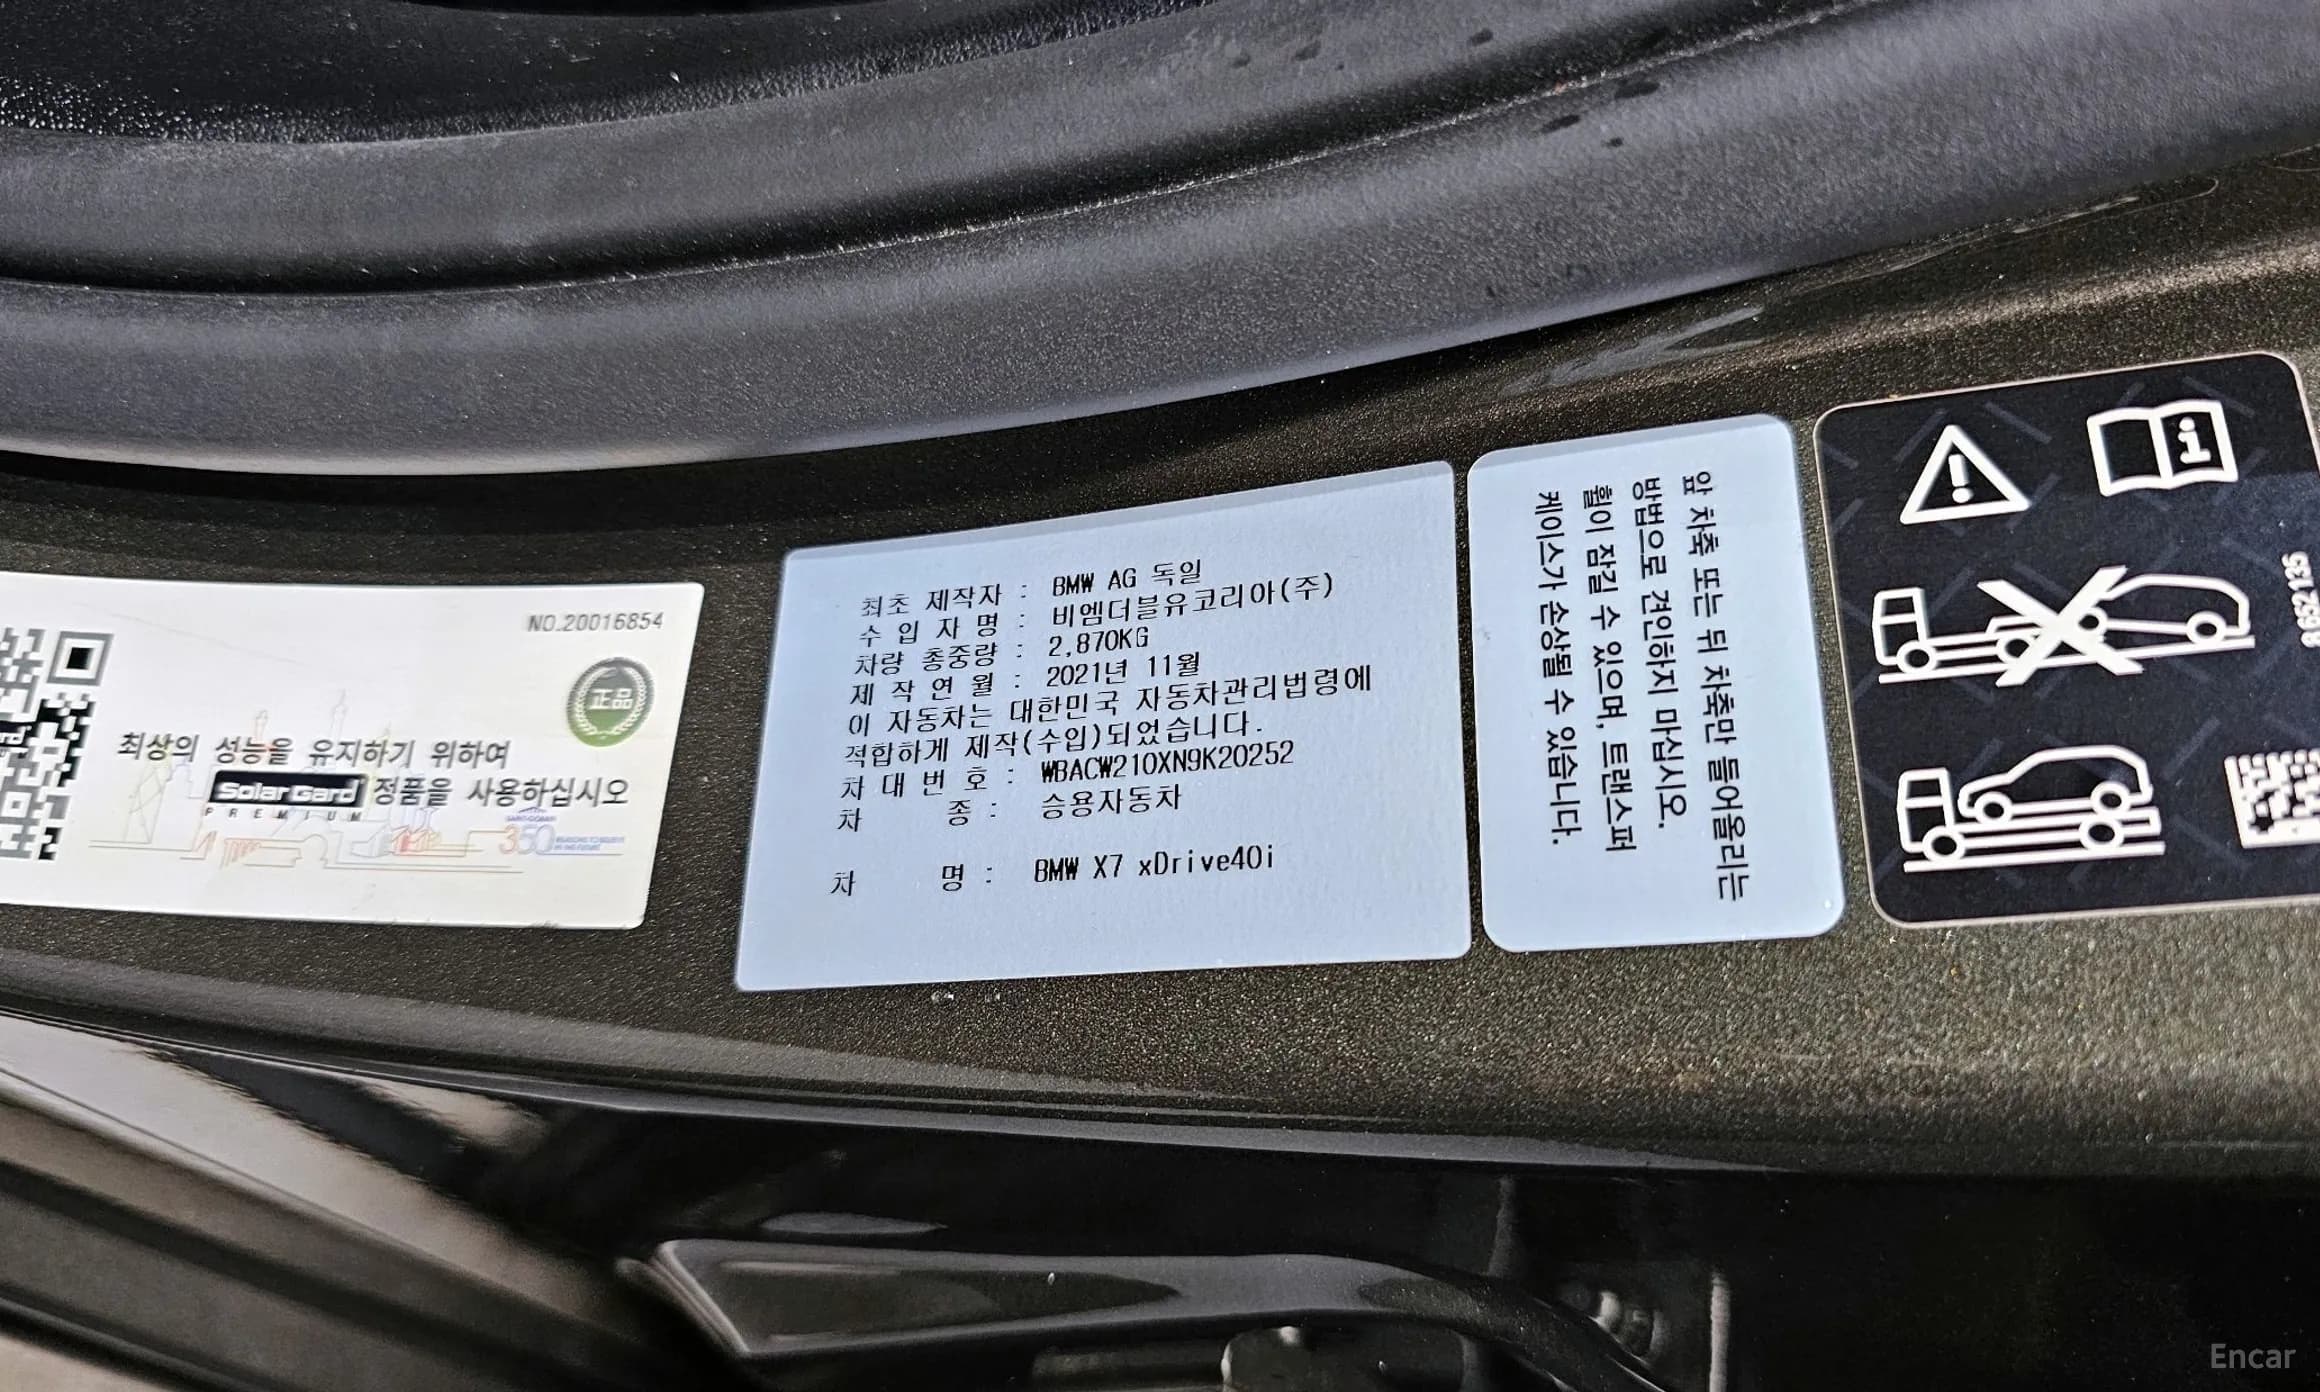 NO.20016854
正品
최상의 성능을 유지하기 위하여
SolarGard 정품을 사용하십시오
PREMIUM
SAINT-GOBAIN
350
최초 제작자 : BMW AG 독일
수 입 자 명 : 비엠더블유코리아(주)
차량 총중량 : 2,870KG
제 작 연 월 : 2021년 11월
이 자동차는 대한민국 자동차관리법령에
적합하게 제작(수입)되었습니다.
차 대 번 호 : WBACW210XN9K20252
차 종 : 승용자동차
차 명 : BMW X7 xDrive40i
앞 차축 또는 뒤 차축만 들어올리는
방법으로 견인하지 마십시오.
휠이 잠길 수 있으며, 트랜스퍼
케이스가 손상될 수 있습니다.
Encar